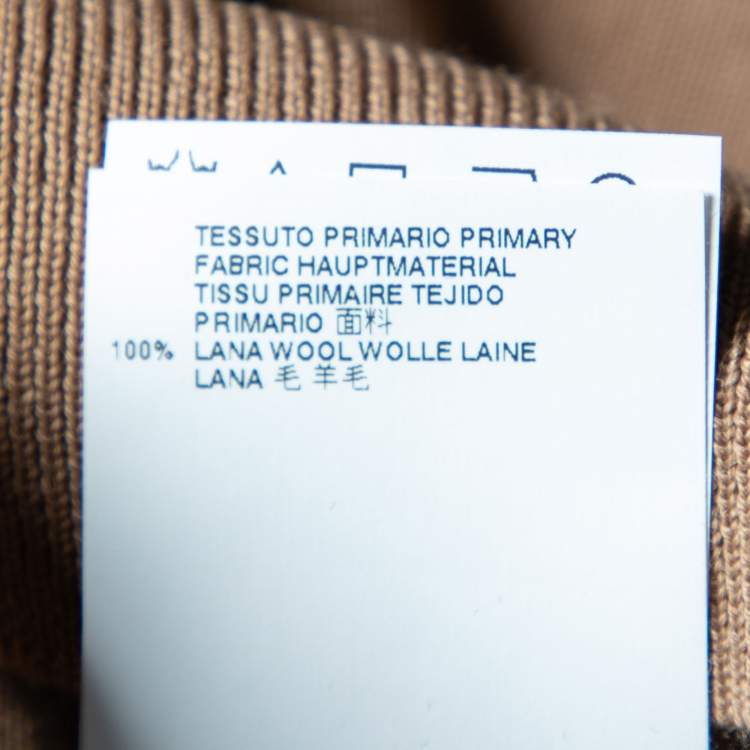 TESSUTO PRIMARIO PRIMARY
FABRIC HAUPTMATERIAL
TISSU PRIMAIRE TEJIDO
PRIMARIO 面料
100% LANA WOOL WOLLE LAINE
LANA 毛 羊毛